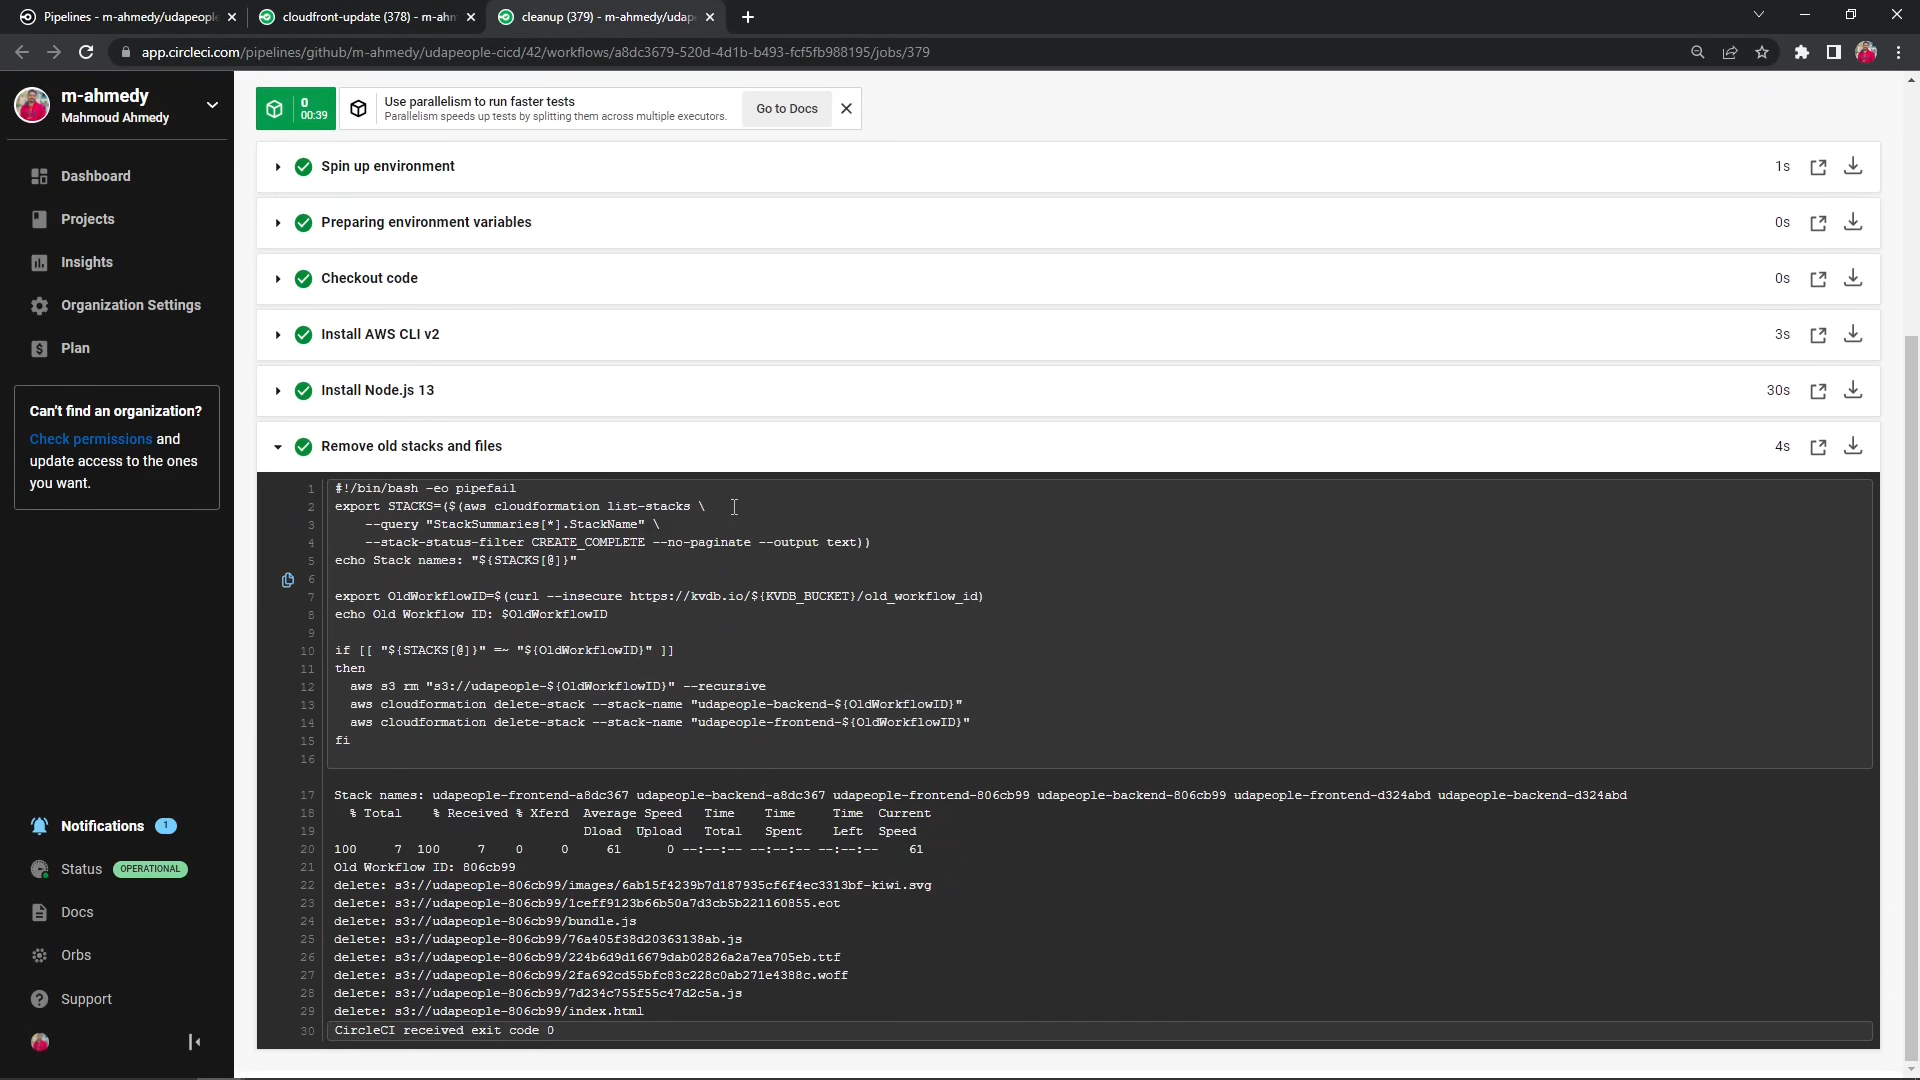 Pipelines - m-ahmedy/udapeople
cloudfront-update (378) - m-ahm
cleanup (379) - m-ahmedy/udap
app.circleci.com/pipelines/github/m-ahmedy/udapeople-cicd/42/workflows/a8dc3679-520d-4d1b-b493-fcf5fb988195/jobs/379
m-ahmedy
Mahmoud Ahmedy
Dashboard
Projects
Insights
Organization Settings
Plan
Can't find an organization?
Check permissions and
update access to the ones
you want.
Notifications 1
Status OPERATIONAL
Docs
Orbs
Support
0
00:39
Use parallelism to run faster tests
Parallelism speeds up tests by splitting them across multiple executors.
Go to Docs
Spin up environment 1s
Preparing environment variables 0s
Checkout code 0s
Install AWS CLI v2 3s
Install Node.js 13 30s
Remove old stacks and files 4s
1 #!/bin/bash -eo pipefail
2 export STACKS=($(aws cloudformation list-stacks \
3 --query "StackSummaries[*].StackName" \
4 --stack-status-filter CREATE_COMPLETE --no-paginate --output text))
5 echo Stack names: "${STACKS[@]}"
6
7 export OldWorkflowID=$(curl --insecure https://kvdb.io/${KVDB_BUCKET}/old_workflow_id)
8 echo Old Workflow ID: $OldWorkflowID
9
10 if [[ "${STACKS[@]}" =~ "${OldWorkflowID}" ]]
11 then
12 aws s3 rm "s3://udapeople-${OldWorkflowID}" --recursive
13 aws cloudformation delete-stack --stack-name "udapeople-backend-${OldWorkflowID}"
14 aws cloudformation delete-stack --stack-name "udapeople-frontend-${OldWorkflowID}"
15 fi
16
17 Stack names: udapeople-frontend-a8dc367 udapeople-backend-a8dc367 udapeople-frontend-806cb99 udapeople-backend-806cb99 udapeople-frontend-d324abd udapeople-backend-d324abd
18 % Total % Received % Xferd Average Speed Time Time Time Current
19 Dload Upload Total Spent Left Speed
20 100 7 100 7 0 0 61 0 --:--:-- --:--:-- --:--:-- 61
21 Old Workflow ID: 806cb99
22 delete: s3://udapeople-806cb99/images/6ab15f4239b7d187935cf6f4ec3313bf-kiwi.svg
23 delete: s3://udapeople-806cb99/1ceff9123b66b50a7d3cb5b221160855.eot
24 delete: s3://udapeople-806cb99/bundle.js
25 delete: s3://udapeople-806cb99/76a405f38d20363138ab.js
26 delete: s3://udapeople-806cb99/224b6d9d16679dab02826a2a7ea705eb.ttf
27 delete: s3://udapeople-806cb99/2fa692cd55bfc83c228c0ab271e4388c.woff
28 delete: s3://udapeople-806cb99/7d234c755f55c47d2c5a.js
29 delete: s3://udapeople-806cb99/index.html
30 CircleCI received exit code 0